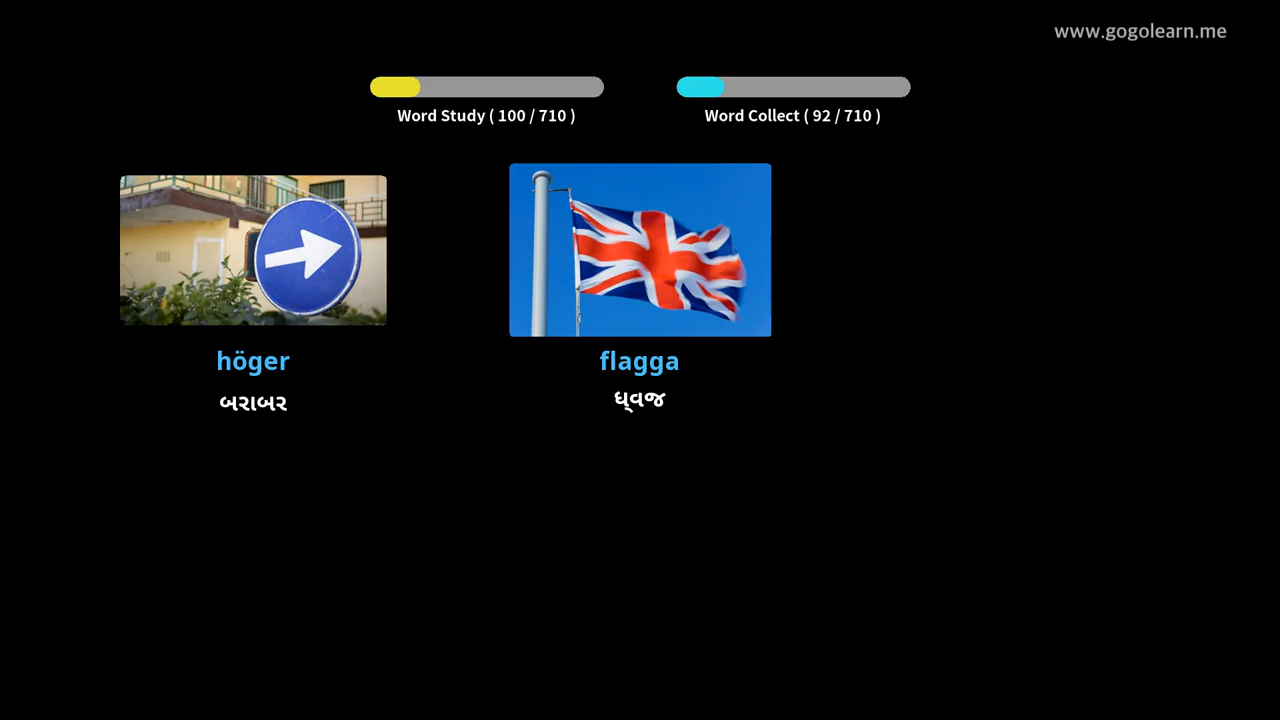 www.gogolearn.me
Word Study ( 100 / 710 )
Word Collect ( 92 / 710 )
höger
flagga
બરાબર
ધ્વજ